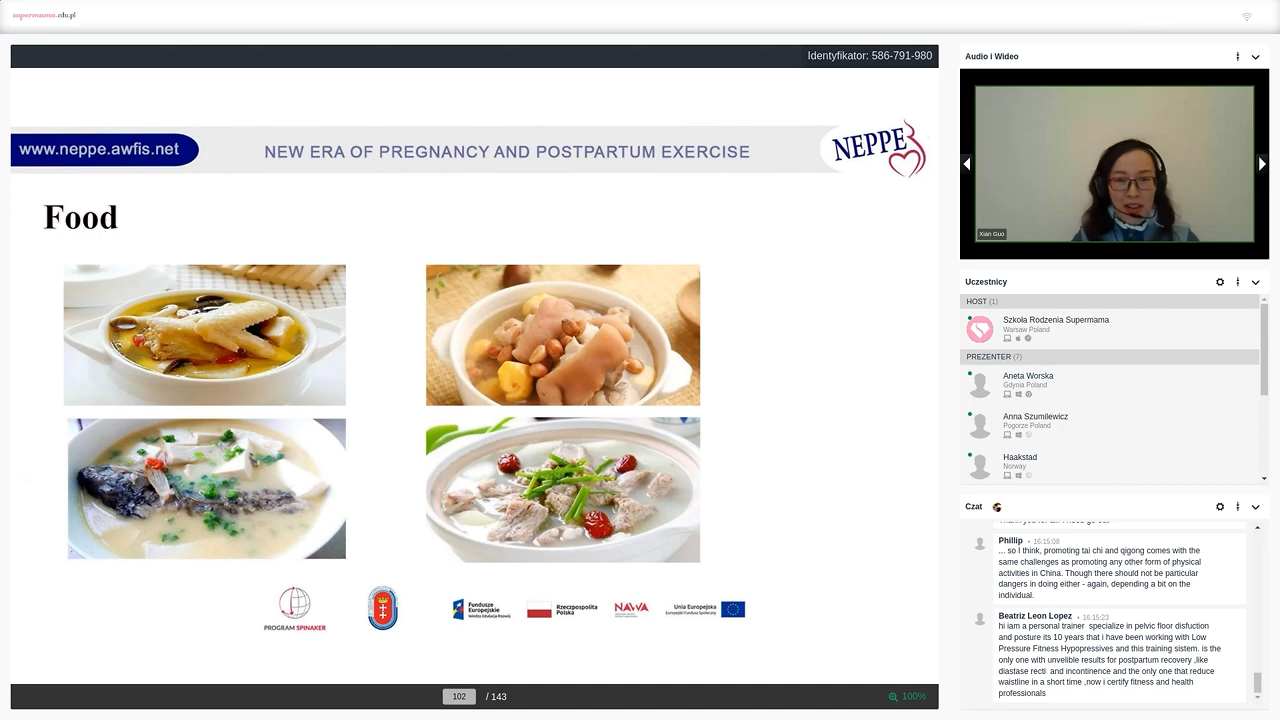 supermama.edu.pl
Identyfikator: 586-791-980
www.neppe.awfis.net
NEW ERA OF PREGNANCY AND POSTPARTUM EXERCISE
NEPPE
Food
PROGRAM SPINAKER
Fundusze
Europejskie
Wiedza Edukacja Rozwój
Rzeczpospolita
Polska
NAWA
Unia Europejska
Europejski Fundusz Społeczny
102 / 143
100%
Audio i Wideo
Xian Guo
Uczestnicy
HOST (1)
Szkoła Rodzenia Supermama
Warsaw Poland
PREZENTER (7)
Aneta Worska
Gdynia Poland
Anna Szumilewicz
Pogorze Poland
Haakstad
Norway
Czat
Phillip • 16:15:08
... so I think, promoting tai chi and qigong comes with the
same challenges as promoting any other form of physical
activities in China. Though there should not be particular
dangers in doing either - again, depending a bit on the
individual.
Beatriz Leon Lopez • 16:15:23
hi iam a personal trainer specialize in pelvic floor disfuction
and posture its 10 years that i have been working with Low
Pressure Fitness Hypopressives and this training sistem. is the
only one with unvelible results for postpartum recovery ,like
diastase recti and incontinence and the only one that reduce
waistline in a short time ,now i certify fitness and health
professionals